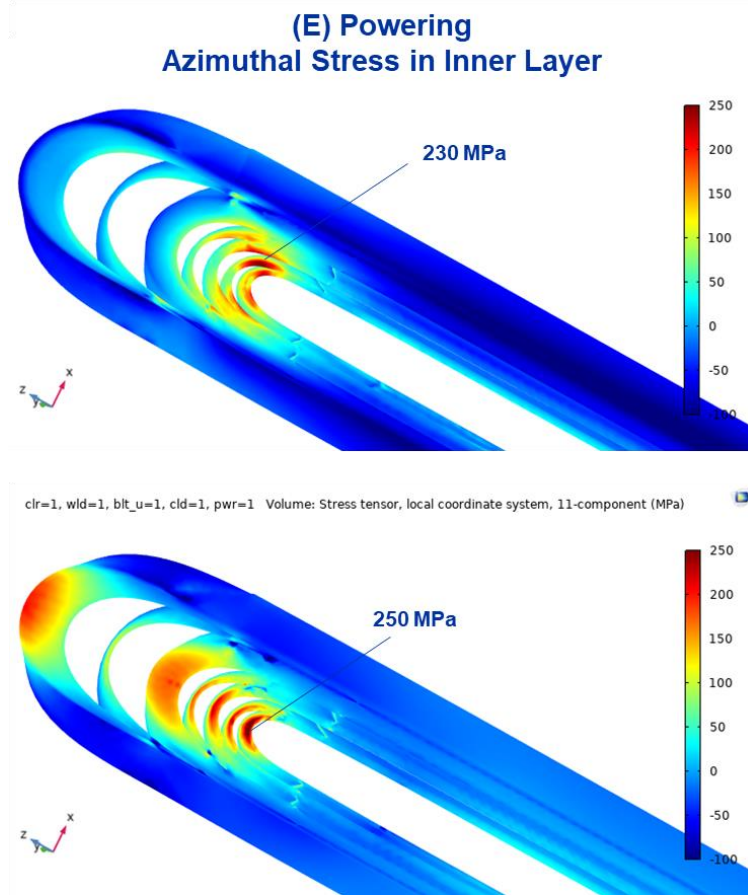 (E) Powering
Azimuthal Stress in Inner Layer
230 MPa
250
200
150
100
50
0
-50
-100
x
z
y
clr=1, wld=1, blt_u=1, cld=1, pwr=1 Volume: Stress tensor, local coordinate system, 11-component (MPa)
250 MPa
250
200
150
100
50
0
-50
-100
x
z
y